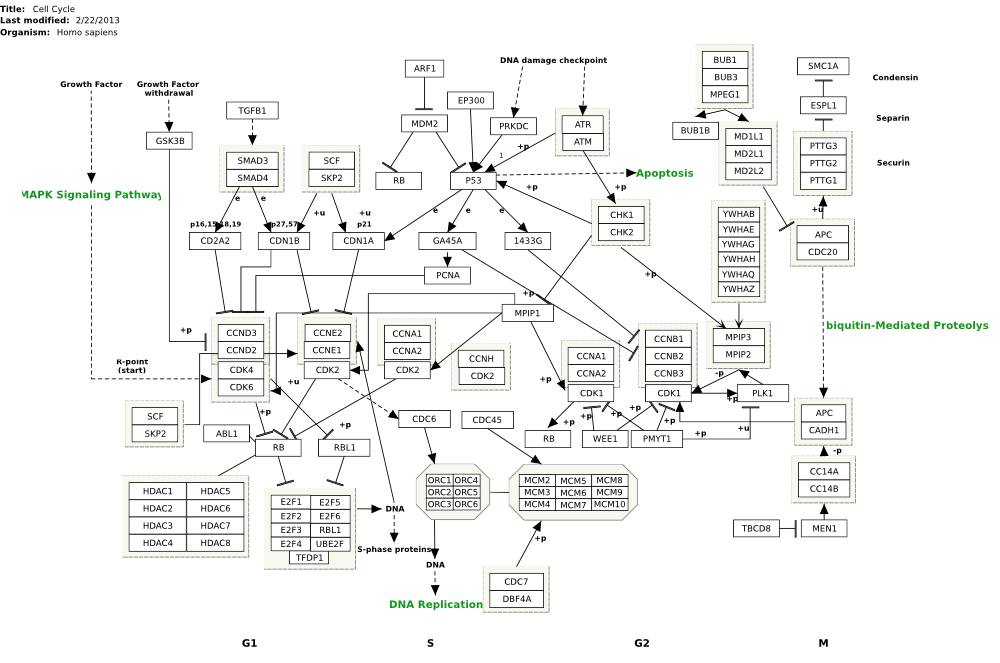 Title: Cell Cycle
Last modified: 2/22/2013
Organism: Homo sapiens
Growth Factor
Growth Factor
withdrawal
GSK3B
MAPK Signaling Pathway
TGFB1
SMAD3
SMAD4
SCF
SKP2
e
e
+u
+u
p21
p27,57
CD2A2
CDN1B
CDN1A
ARF1
MDM2
RB
EP300
P53
DNA damage checkpoint
PRKDC
ATR
ATM
+p
1
+p
+p
Apoptosis
CHK1
CHK2
e
e
e
GA45A
1433G
PCNA
+p
+p
MPIP1
BUB1
BUB3
MPEG1
BUB1B
MD1L1
MD2L1
MD2L2
SMC1A
ESPL1
PTTG3
PTTG2
PTTG1
Condensin
Separin
Securin
+u
APC
CDC20
YWHAB
YWHAE
YWHAG
YWHAH
YWHAQ
YWHAZ
MPIP3
MPIP2
biquitin-Mediated Proteolys
+p
R-point
(start)
CCND3
CCND2
CDK4
CDK6
CCNE2
CCNE1
CDK2
CCNA1
CCNA2
CDK2
CCNH
CDK2
CCNA1
CCNA2
CDK1
CCNB1
CCNB2
CCNB3
CDK1
PLK1
+p
-p
+p
+u
+p
+p
SCF
SKP2
ABL1
RB
RBL1
CDC6
CDC45
RB
WEE1
PMYT1
+p
+p
+p
+p
+p
+u
APC
CADH1
-p
CC14A
CC14B
TBCD8
MEN1
HDAC1 HDAC5
HDAC2 HDAC6
HDAC3 HDAC7
HDAC4 HDAC8
E2F1 E2F5
E2F2 E2F6
E2F3 RBL1
E2F4 UBE2F
TFDP1
DNA
S-phase proteins
ORC1 ORC4
ORC2 ORC5
ORC3 ORC6
MCM2 MCM5 MCM8
MCM3 MCM6 MCM9
MCM4 MCM7 MCM10
+p
DNA
CDC7
DBF4A
DNA Replication
G1 S G2 M